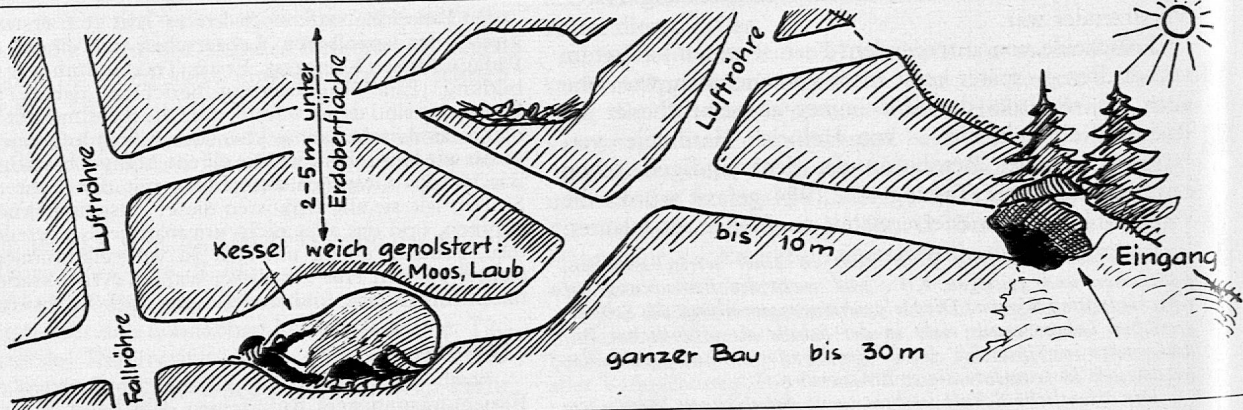 Luftröhre
Fallröhre
2-5 m unter
Erdoberfläche
Kessel weich gepolstert:
Moos, Laub
Luftröhre
bis 10 m
Eingang
ganzer Bau bis 30 m